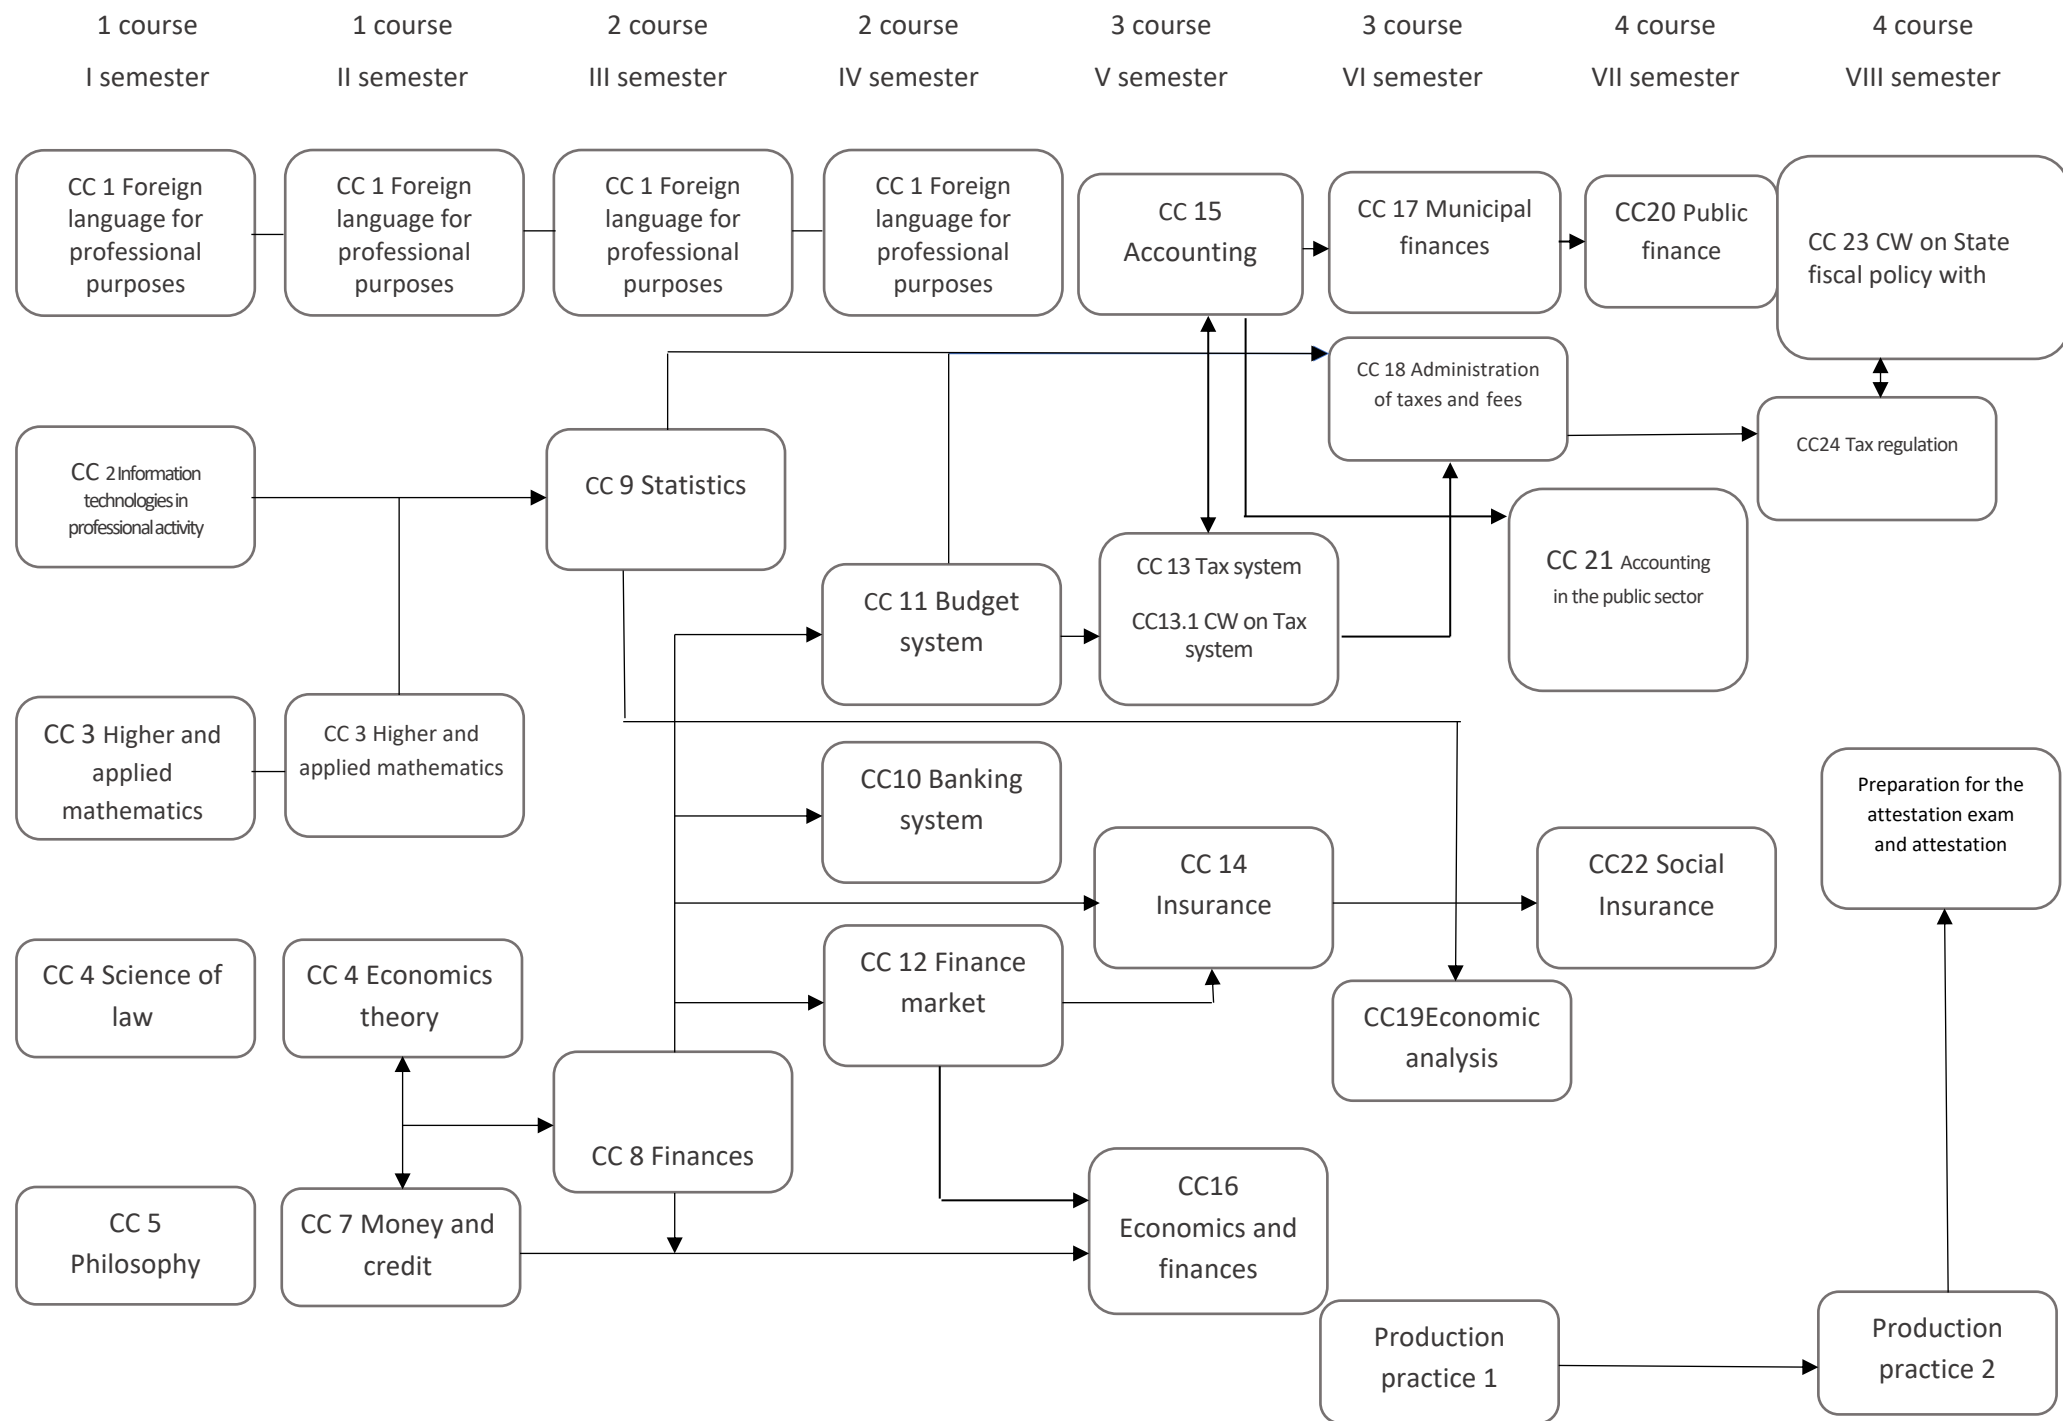 1 course
1 course
2 course
2 course
3 course
3 course
4 course
4 course
I semester
II semester
III semester
IV semester
V semester
VI semester
VII semester
VIII semester
CC 1 Foreign
language for
professional
purposes
CC 1 Foreign
language for
professional
purposes
CC 1 Foreign
language for
professional
purposes
CC 1 Foreign
language for
professional
purposes
CC 15
Accounting
CC 17 Municipal
finances
CC20 Public
finance
CC 23 CW on State
fiscal policy with
CC 18 Administration
of taxes and fees
CC24 Tax regulation
CC 2 Information
technologies in
professional activity
CC 9 Statistics
CC 11 Budget
system
CC 13 Tax system
CC13.1 CW on Tax
system
CC 21 Accounting
in the public sector
CC 3 Higher and
applied
mathematics
CC 3 Higher and
applied mathematics
CC10 Banking
system
CC 14
Insurance
CC22 Social
Insurance
Preparation for the
attestation exam
and attestation
CC 4 Science of
law
CC 4 Economics
theory
CC 12 Finance
market
CC19Economic
analysis
CC 8 Finances
CC 5
Philosophy
CC 7 Money and
credit
CC16
Economics and
finances
Production
practice 1
Production
practice 2